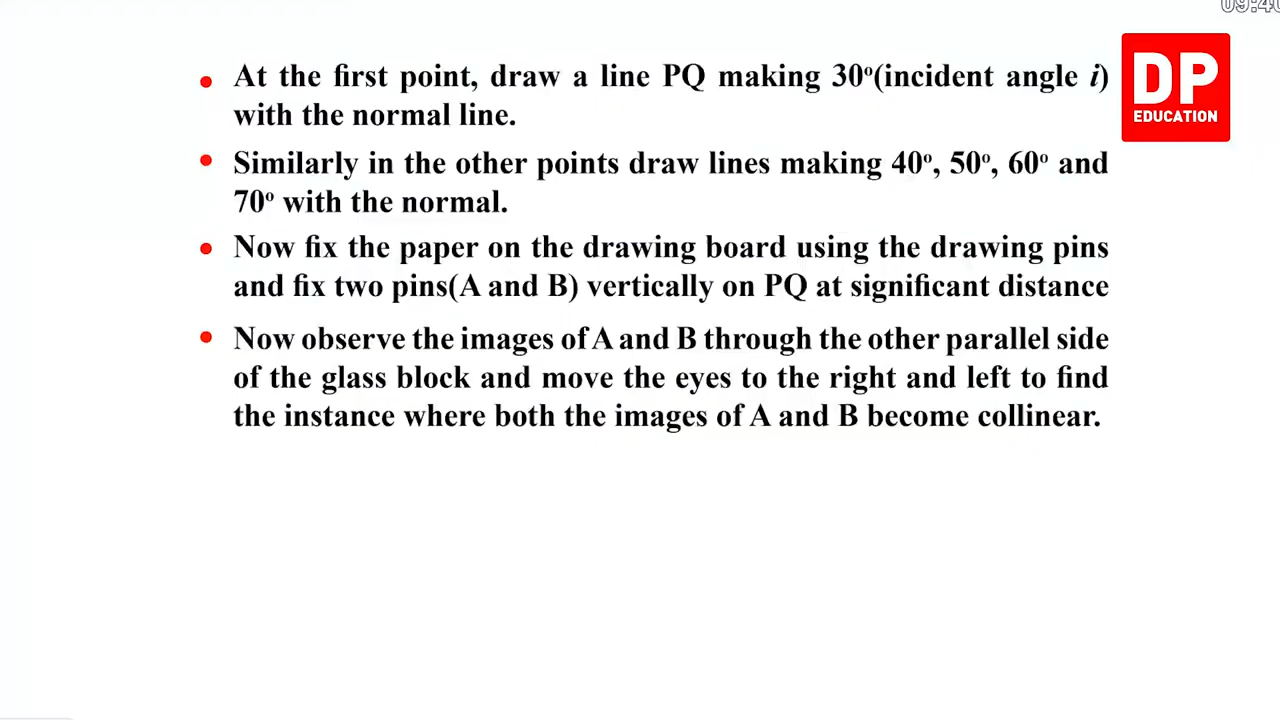 09:40
• At the first point, draw a line PQ making 30°(incident angle i)
with the normal line.
• Similarly in the other points draw lines making 40°, 50°, 60° and
70° with the normal.
• Now fix the paper on the drawing board using the drawing pins
and fix two pins(A and B) vertically on PQ at significant distance
• Now observe the images of A and B through the other parallel side
of the glass block and move the eyes to the right and left to find
the instance where both the images of A and B become collinear.
DP
EDUCATION